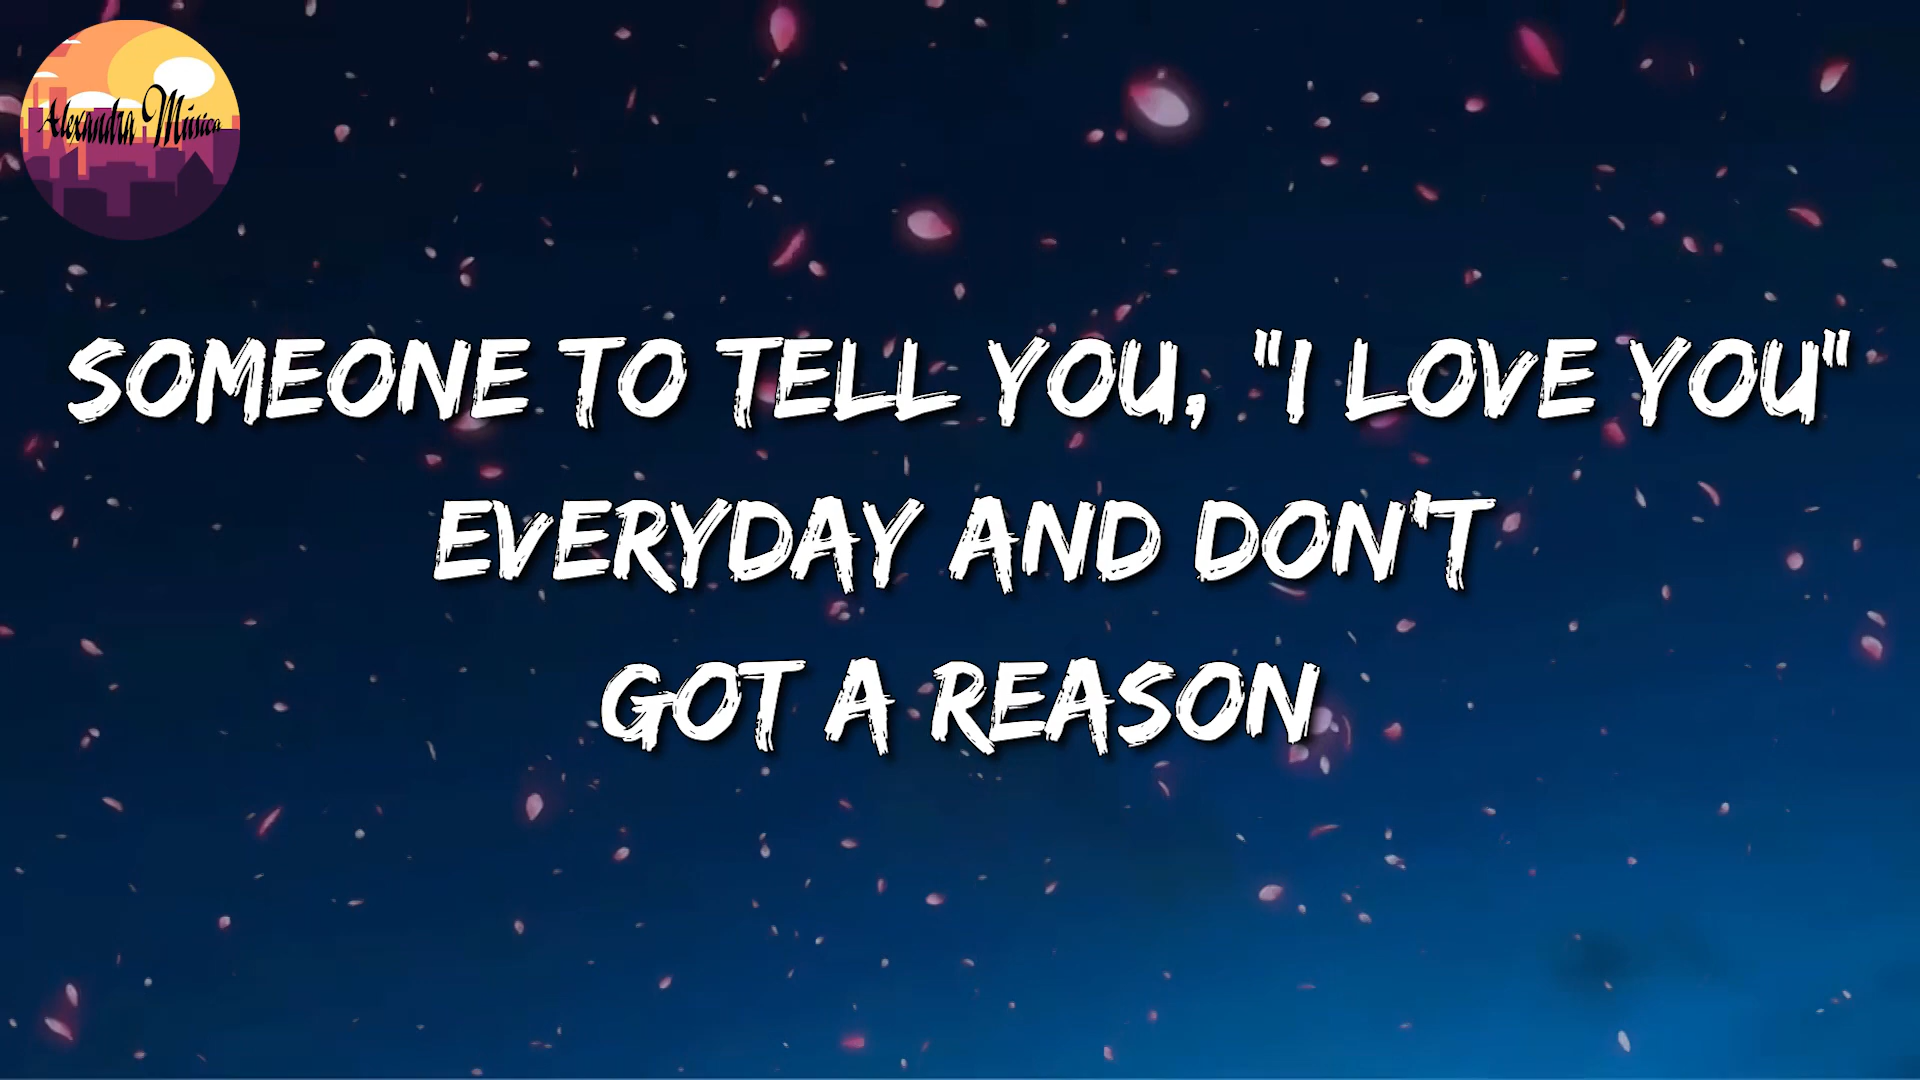 Alexandra Música
SOMEONE TO TELL YOU, "I LOVE YOU"
EVERYDAY AND DON'T
GOT A REASON